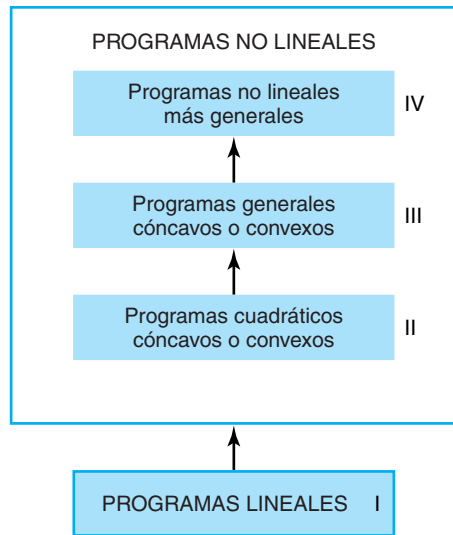 PROGRAMAS NO LINEALES
Programas no lineales
más generales
IV
Programas generales
cóncavos o convexos
III
Programas cuadráticos
cóncavos o convexos
II
PROGRAMAS LINEALES I